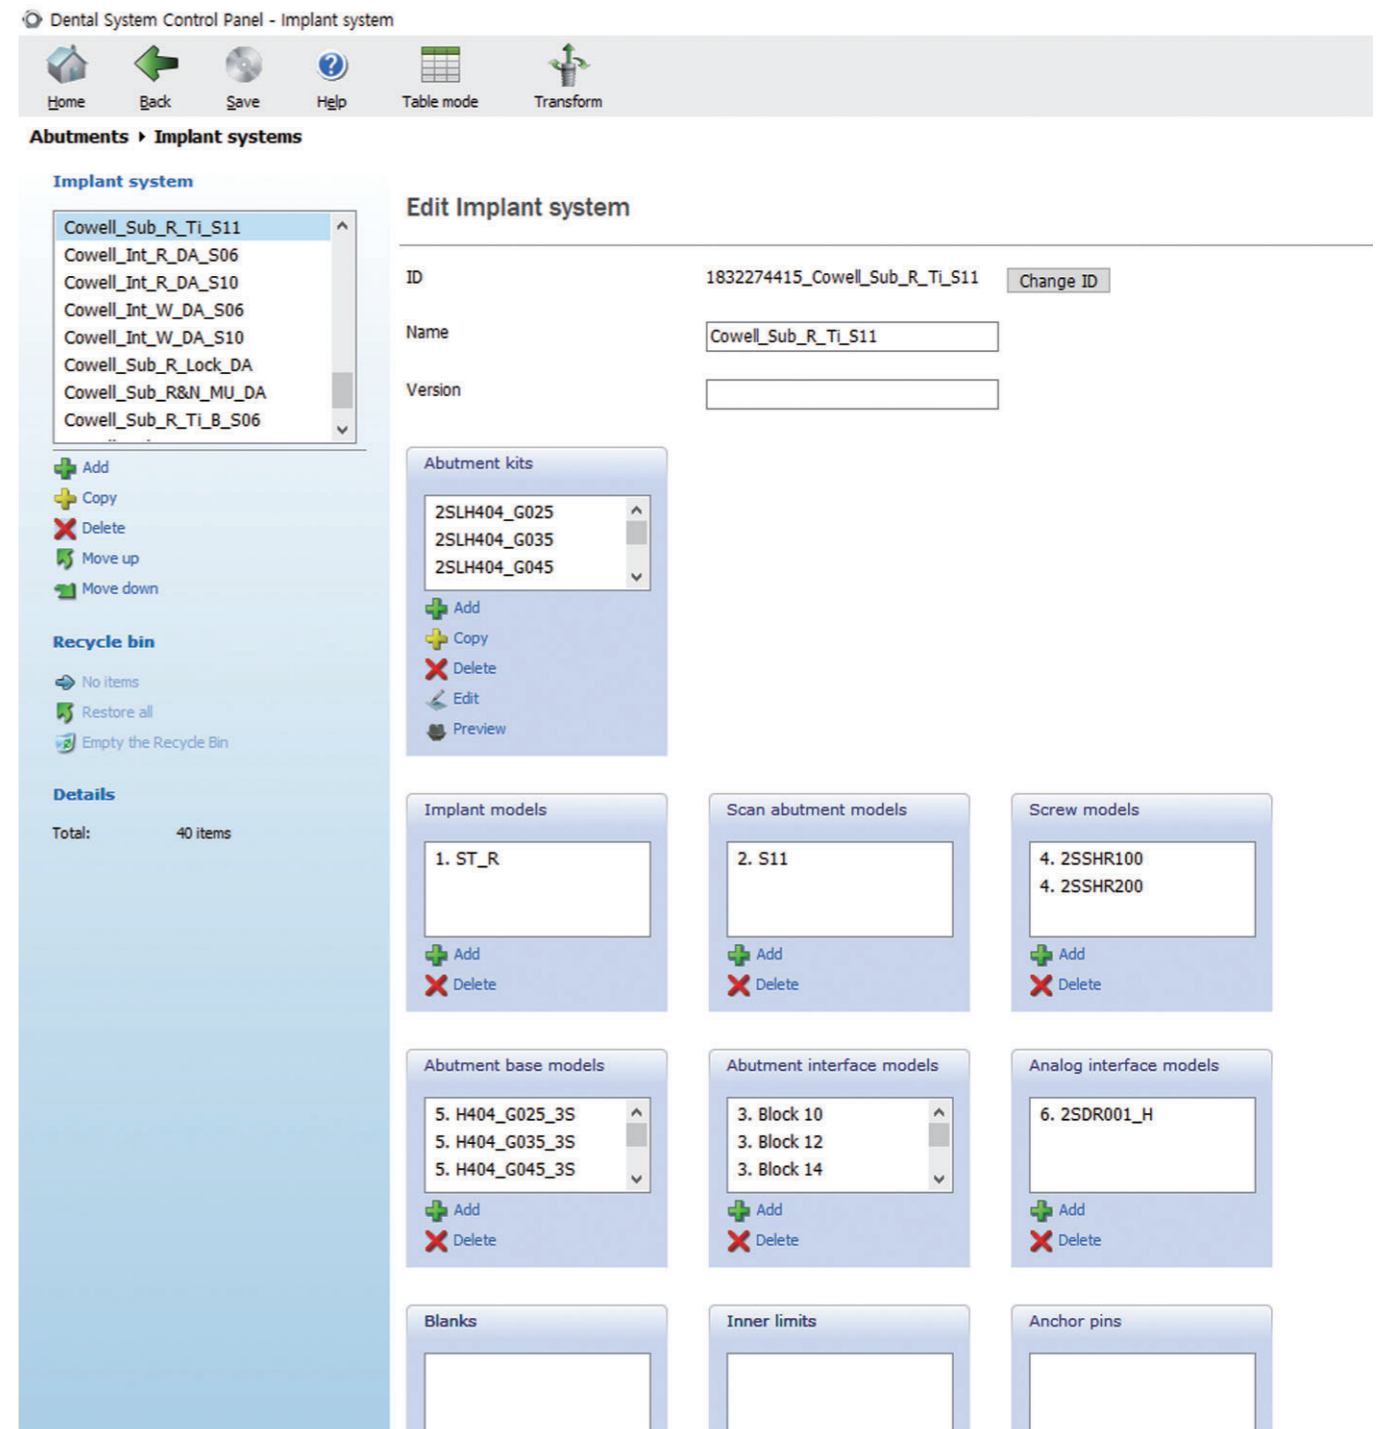 Dental System Control Panel - Implant system
Home Back Save Help Table mode Transform
Abutments ▸ Implant systems
Implant system
Cowell_Sub_R_Ti_S11
Cowell_Int_R_DA_S06
Cowell_Int_R_DA_S10
Cowell_Int_W_DA_S06
Cowell_Int_W_DA_S10
Cowell_Sub_R_Lock_DA
Cowell_Sub_R&N_MU_DA
Cowell_Sub_R_Ti_B_S06
Add
Copy
Delete
Move up
Move down
Recycle bin
No items
Restore all
Empty the Recycle Bin
Details
Total: 40 items
Edit Implant system
ID 1832274415_Cowell_Sub_R_Ti_S11 Change ID
Name Cowell_Sub_R_Ti_S11
Version
Abutment kits
2SLH404_G025
2SLH404_G035
2SLH404_G045
Add
Copy
Delete
Edit
Preview
Implant models
1. ST_R
Add
Delete
Scan abutment models
2. S11
Add
Delete
Screw models
4. 2SSHR100
4. 2SSHR200
Add
Delete
Abutment base models
5. H404_G025_3S
5. H404_G035_3S
5. H404_G045_3S
Add
Delete
Abutment interface models
3. Block 10
3. Block 12
3. Block 14
Add
Delete
Analog interface models
6. 2SDR001_H
Add
Delete
Blanks
Inner limits
Anchor pins